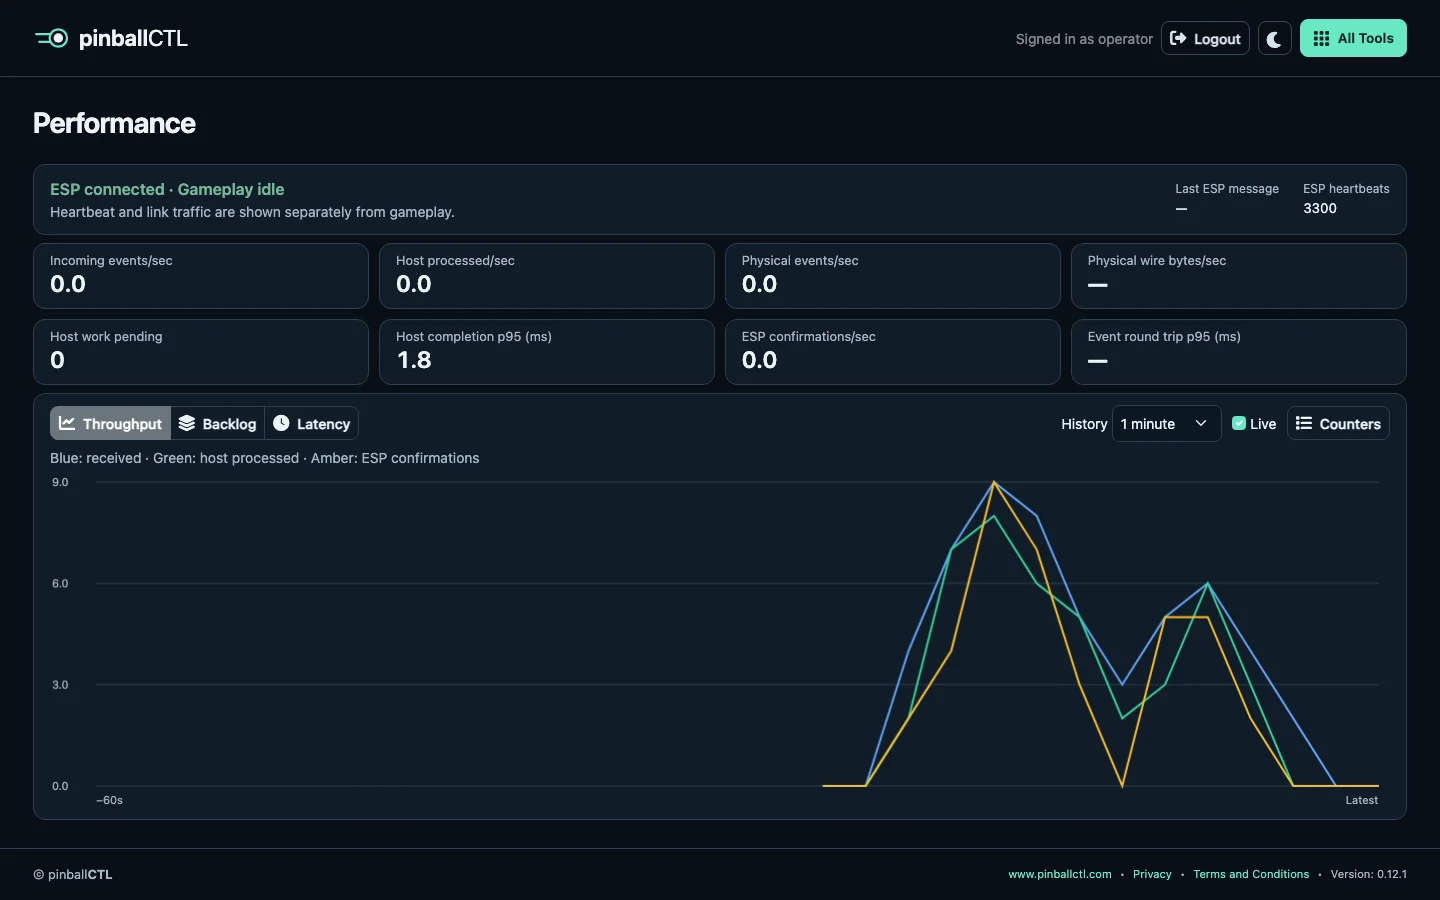 pinballCTL
Signed in as operator
Logout
All Tools
Performance
ESP connected · Gameplay idle
Heartbeat and link traffic are shown separately from gameplay.
Last ESP message
—
ESP heartbeats
3300
Incoming events/sec
0.0
Host processed/sec
0.0
Physical events/sec
0.0
Physical wire bytes/sec
—
Host work pending
0
Host completion p95 (ms)
1.8
ESP confirmations/sec
0.0
Event round trip p95 (ms)
—
Throughput
Backlog
Latency
History
1 minute
Live
Counters
Blue: received · Green: host processed · Amber: ESP confirmations
9.0
6.0
3.0
0.0
−60s
Latest
© pinballCTL
www.pinballctl.com • Privacy • Terms and Conditions • Version: 0.12.1